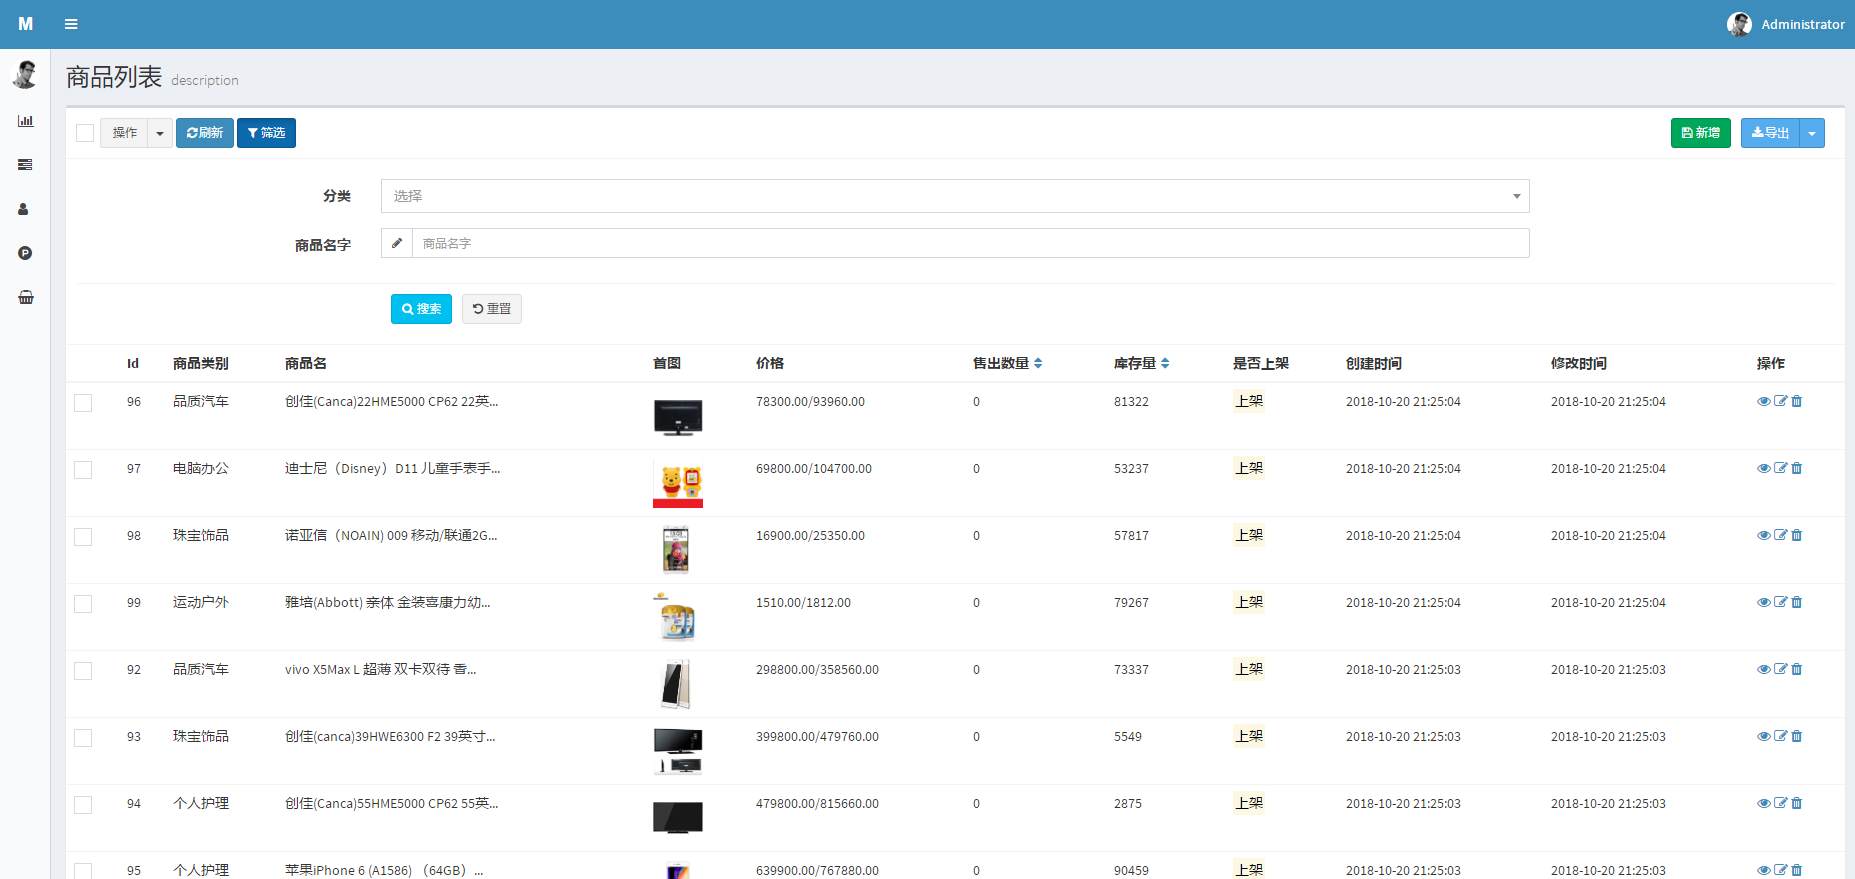 M
Administrator
商品列表 description
操作 刷新 筛选 新增 导出
分类 选择
商品名字 商品名字
搜索 重置
Id 商品类别 商品名 首图 价格 售出数量 库存量 是否上架 创建时间 修改时间 操作
96 品质汽车 创佳(Canca)22HME5000 CP62 22英... 78300.00/93960.00 0 81322 上架 2018-10-20 21:25:04 2018-10-20 21:25:04
97 电脑办公 迪士尼（Disney）D11 儿童手表手... 69800.00/104700.00 0 53237 上架 2018-10-20 21:25:04 2018-10-20 21:25:04
98 珠宝饰品 诺亚信（NOAIN) 009 移动/联通2G... 16900.00/25350.00 0 57817 上架 2018-10-20 21:25:04 2018-10-20 21:25:04
99 运动户外 雅培(Abbott) 亲体 金装喜康力幼... 1510.00/1812.00 0 79267 上架 2018-10-20 21:25:04 2018-10-20 21:25:04
92 品质汽车 vivo X5Max L 超薄 双卡双待 香... 298800.00/358560.00 0 73337 上架 2018-10-20 21:25:03 2018-10-20 21:25:03
93 珠宝饰品 创佳(canca)39HWE6300 F2 39英寸... 399800.00/479760.00 0 5549 上架 2018-10-20 21:25:03 2018-10-20 21:25:03
94 个人护理 创佳(Canca)55HME5000 CP62 55英... 479800.00/815660.00 0 2875 上架 2018-10-20 21:25:03 2018-10-20 21:25:03
95 个人护理 苹果iPhone 6 (A1586) （64GB）... 639900.00/767880.00 0 90459 上架 2018-10-20 21:25:03 2018-10-20 21:25:03